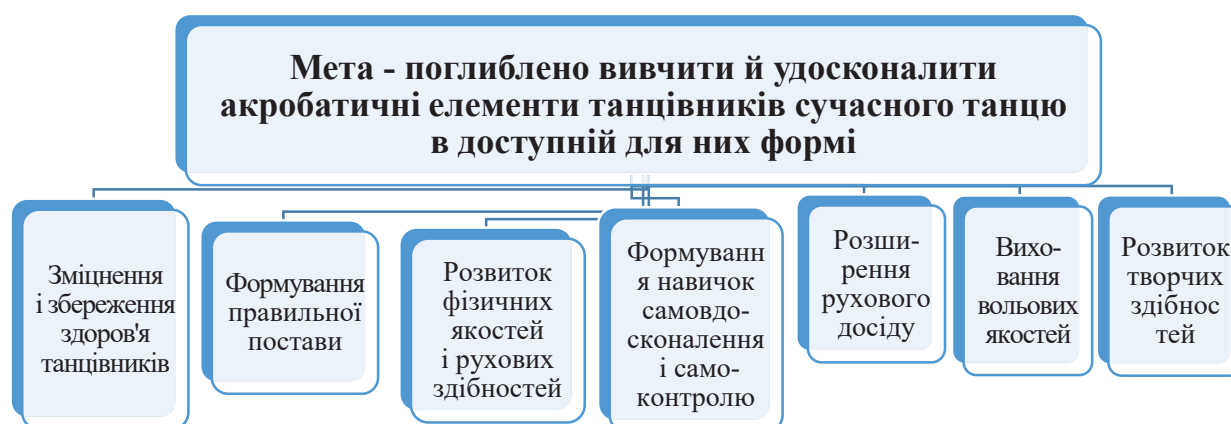 Мета - поглиблено вивчити й удосконалити
акробатичні елементи танцівників сучасного танцю
в доступній для них формі
Зміцнення
і збереження
здоров'я
танцівників
Формування
правильної
постави
Розвиток
фізичних
якостей
і рухових
здібностей
Формуванн
я навичок
самовдо-
сконалення
і само-
контролю
Розши-
рення
рухового
досіду
Вихо-
вання
вольових
якостей
Розвиток
творчих
здібнос
тей